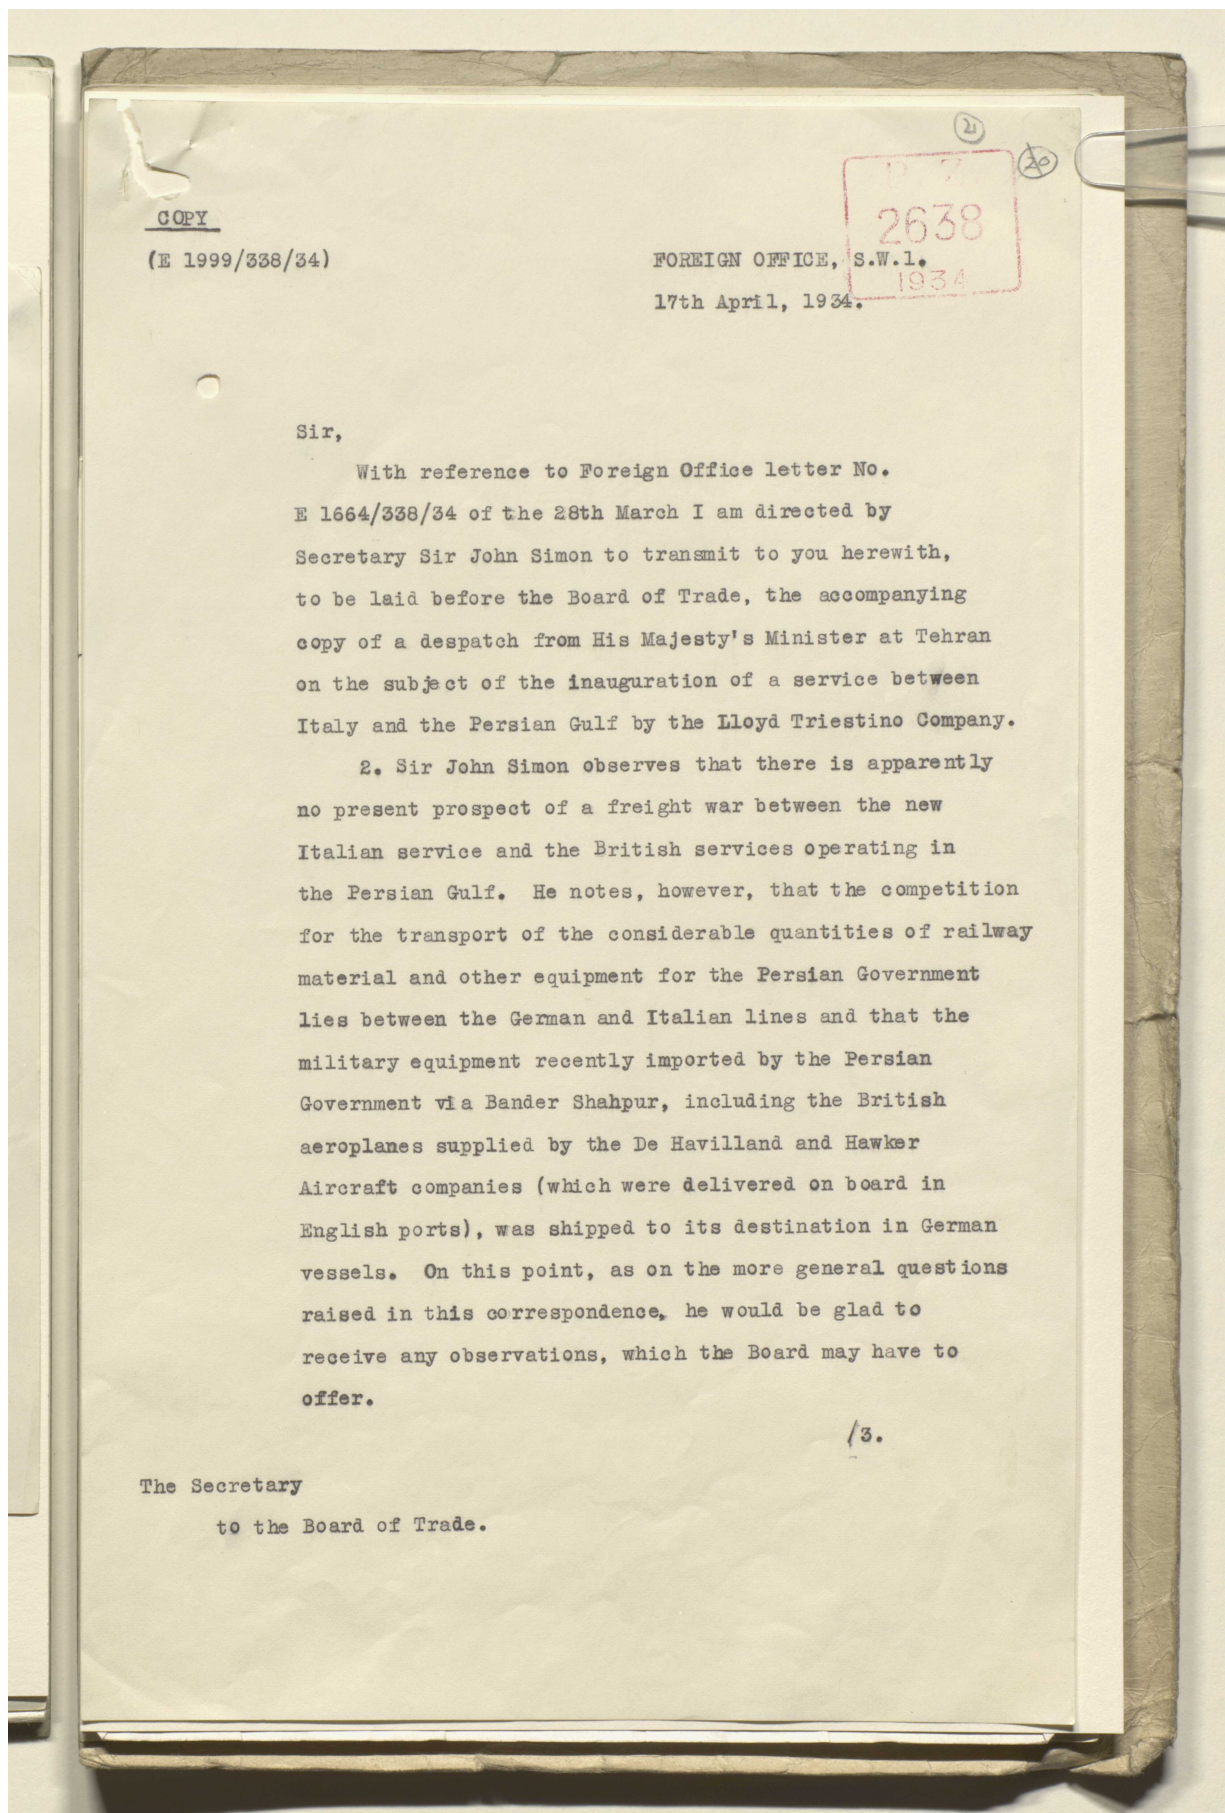 21
20
P. Z.
2638
1934
COPY
(E 1999/338/34)
FOREIGN OFFICE, S.W.1.
17th April, 1934.
Sir,
With reference to Foreign Office letter No.
E 1664/338/34 of the 28th March I am directed by
Secretary Sir John Simon to transmit to you herewith,
to be laid before the Board of Trade, the accompanying
copy of a despatch from His Majesty's Minister at Tehran
on the subject of the inauguration of a service between
Italy and the Persian Gulf by the Lloyd Triestino Company.
2. Sir John Simon observes that there is apparently
no present prospect of a freight war between the new
Italian service and the British services operating in
the Persian Gulf. He notes, however, that the competition
for the transport of the considerable quantities of railway
material and other equipment for the Persian Government
lies between the German and Italian lines and that the
military equipment recently imported by the Persian
Government via Bander Shahpur, including the British
aeroplanes supplied by the De Havilland and Hawker
Aircraft companies (which were delivered on board in
English ports), was shipped to its destination in German
vessels. On this point, as on the more general questions
raised in this correspondence, he would be glad to
receive any observations, which the Board may have to
offer.
/3.
The Secretary
to the Board of Trade.